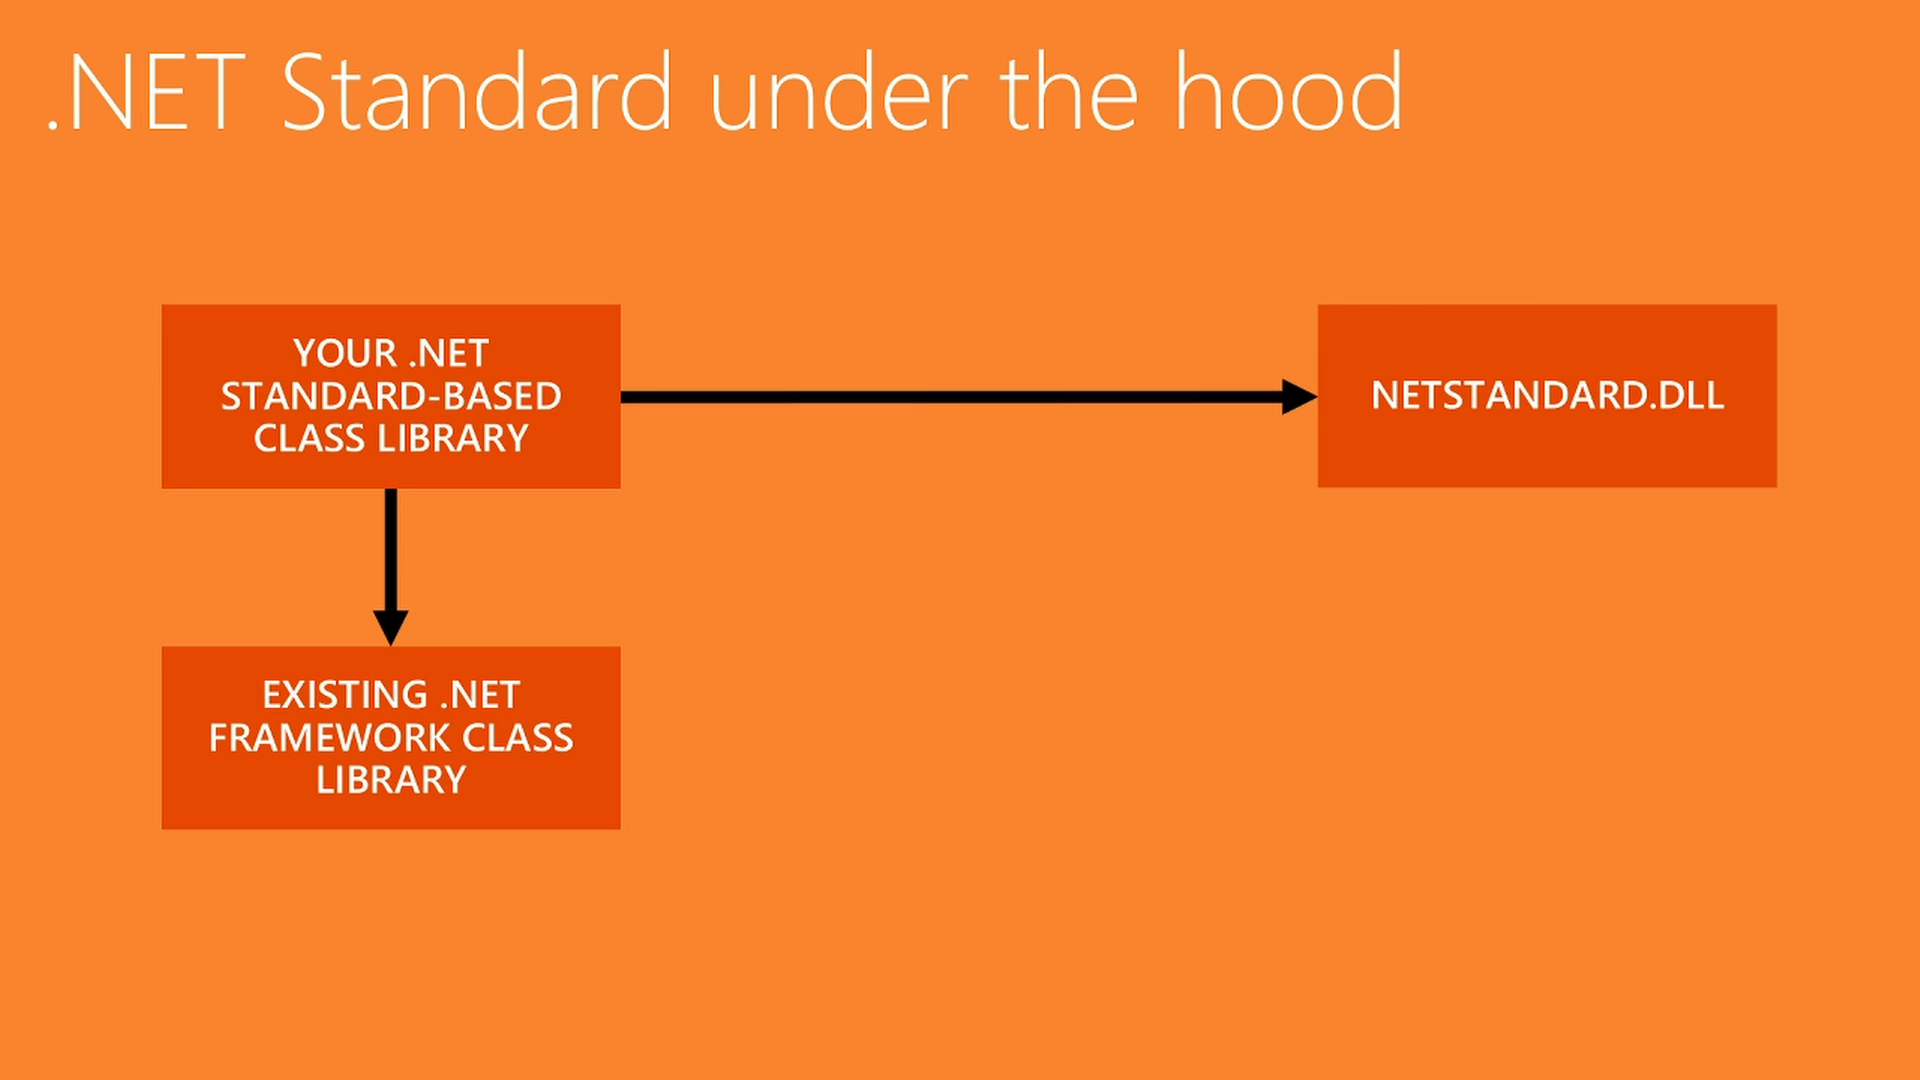 .NET Standard under the hood
YOUR .NET
STANDARD-BASED
CLASS LIBRARY
NETSTANDARD.DLL
EXISTING .NET
FRAMEWORK CLASS
LIBRARY